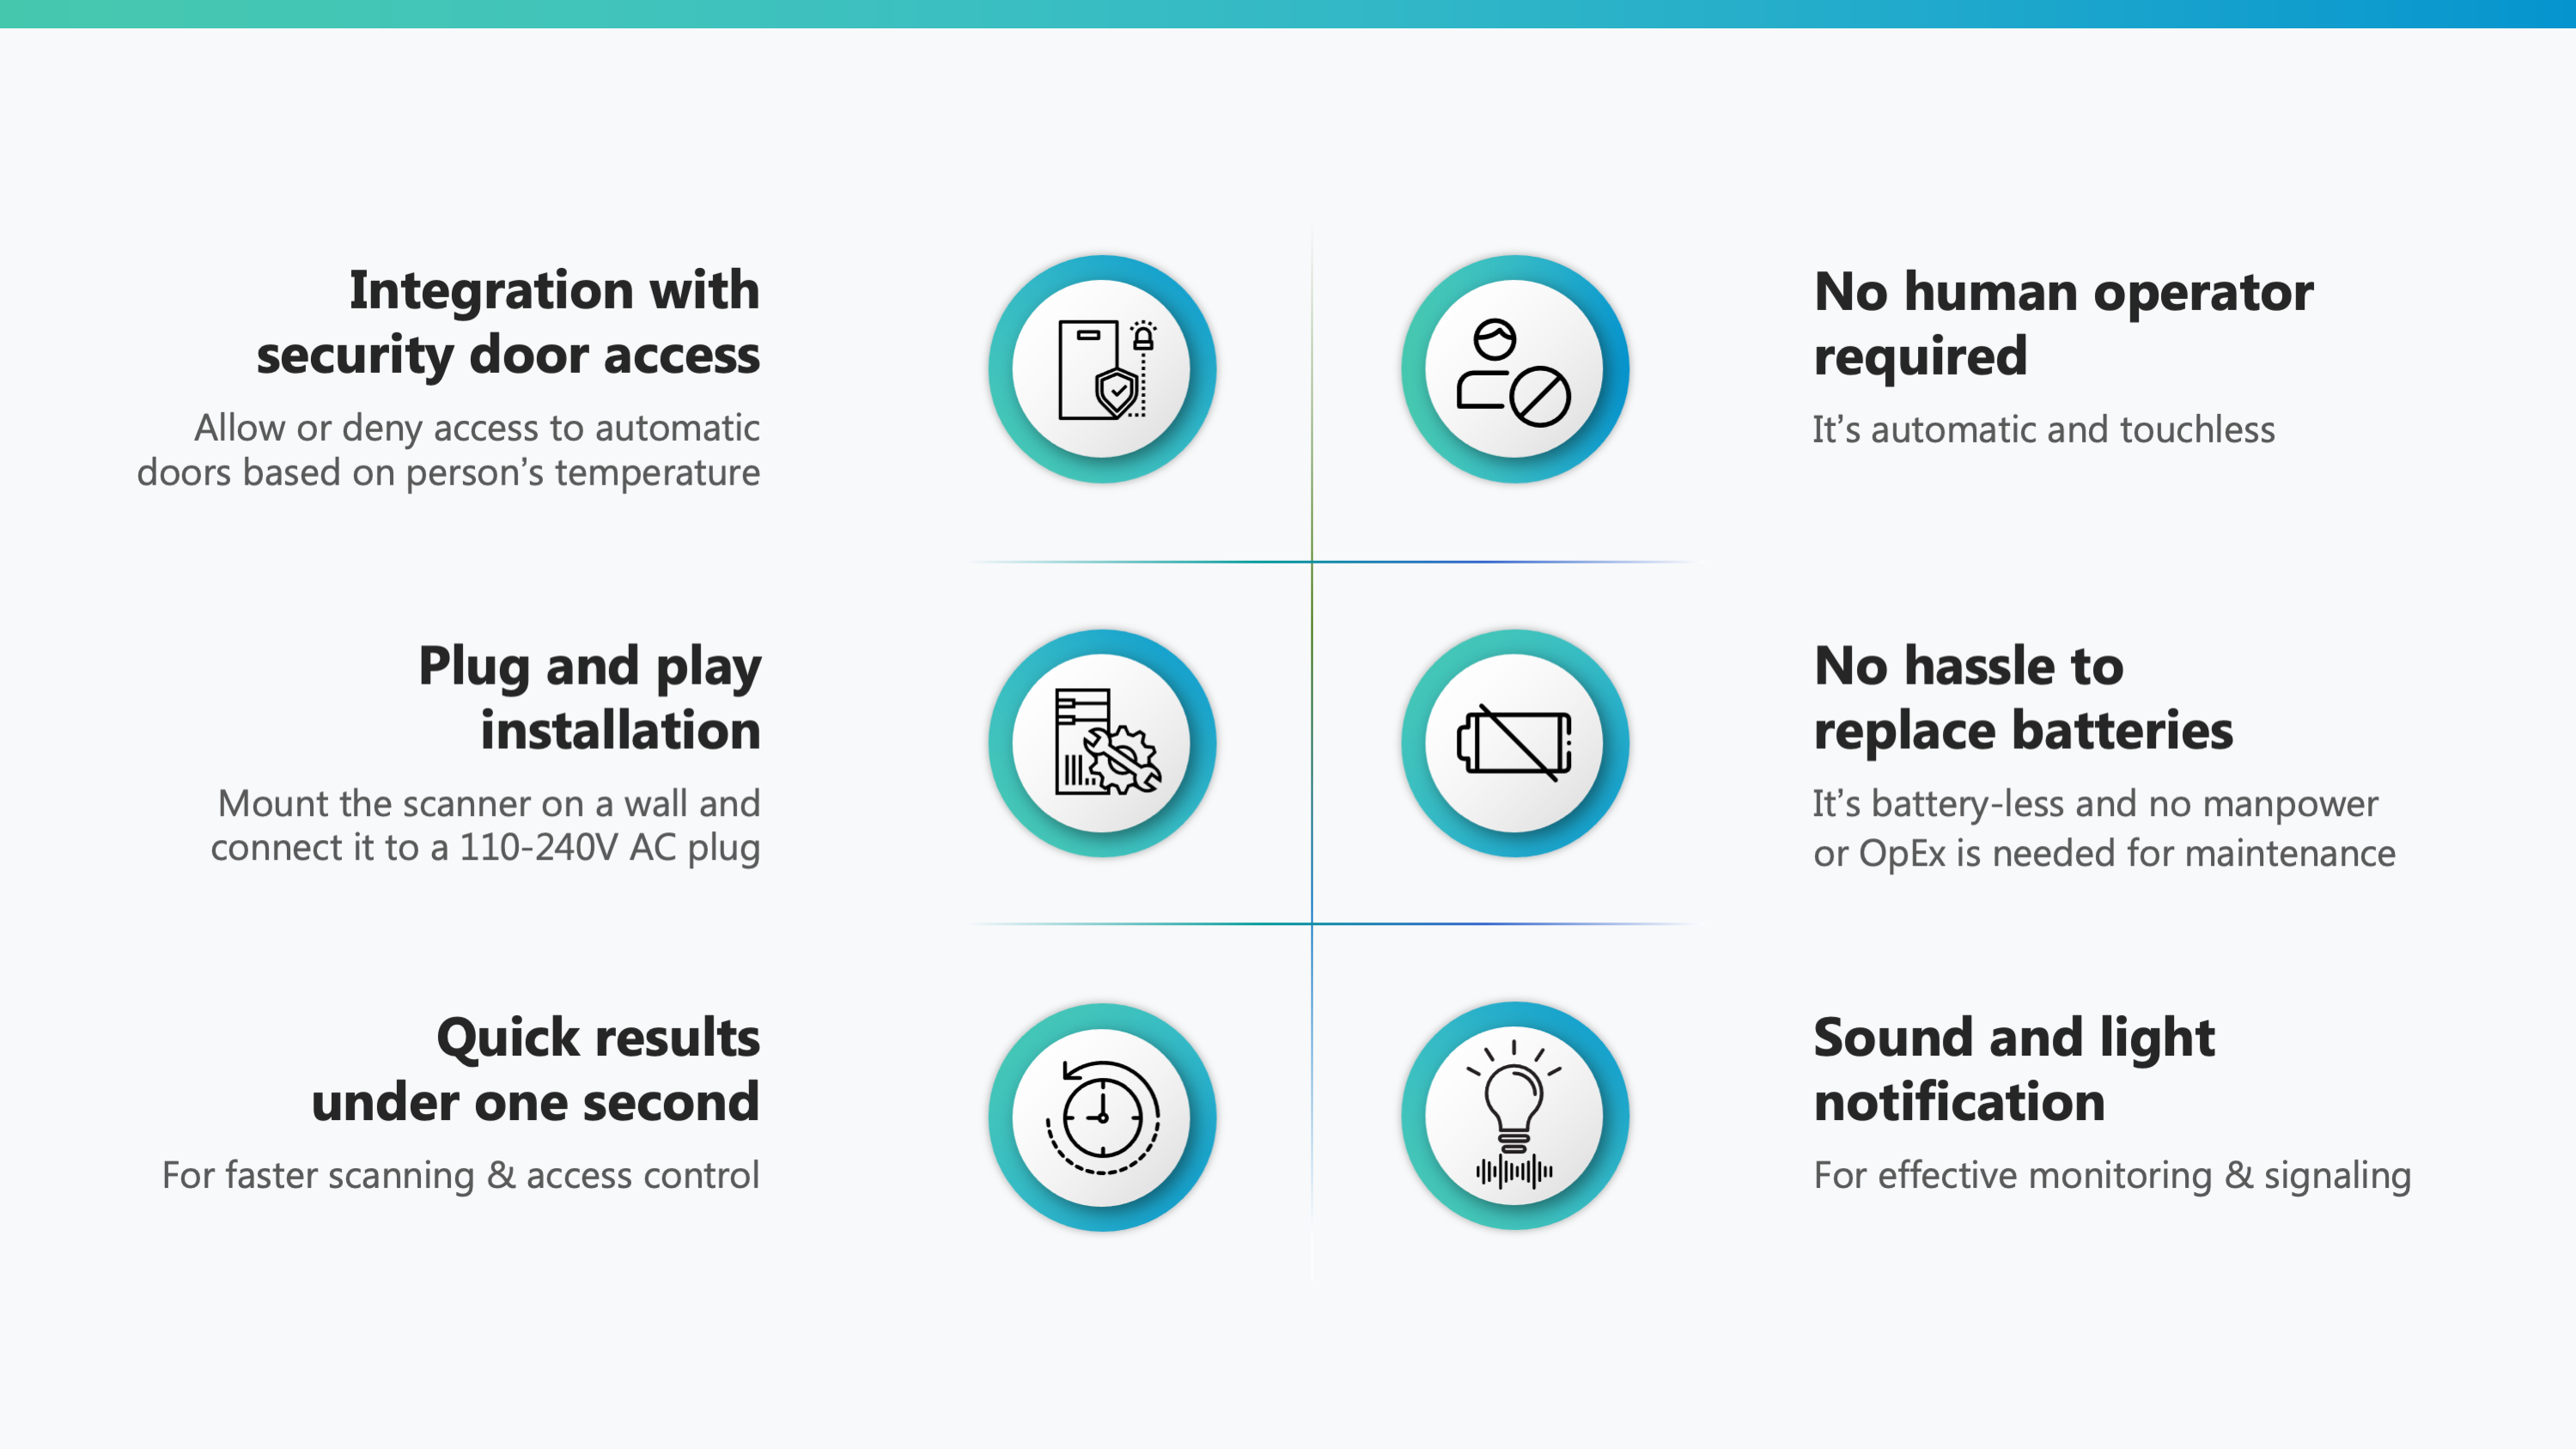 Integration with
security door access
Allow or deny access to automatic
doors based on person’s temperature
No human operator
required
It’s automatic and touchless
Plug and play
installation
Mount the scanner on a wall and
connect it to a 110-240V AC plug
No hassle to
replace batteries
It’s battery-less and no manpower
or OpEx is needed for maintenance
Quick results
under one second
For faster scanning & access control
Sound and light
notification
For effective monitoring & signaling